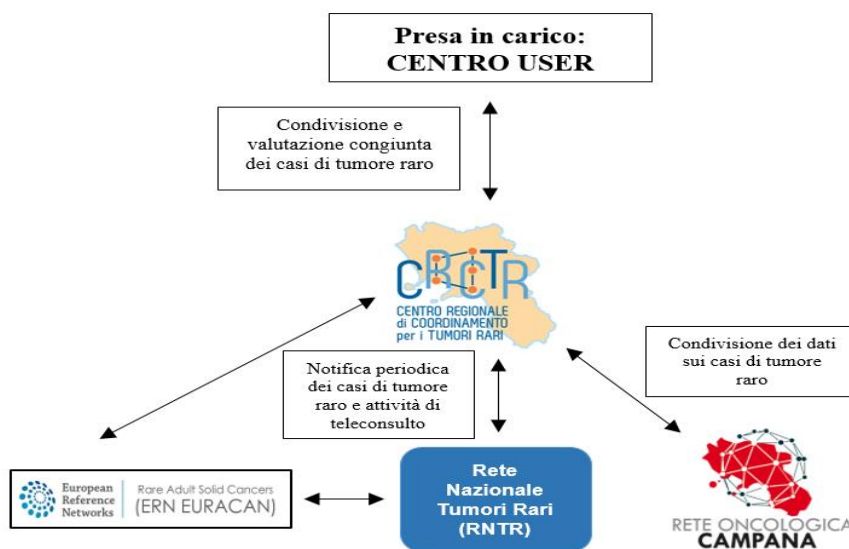 Presa in carico:
CENTRO USER
Condivisione e
valutazione congiunta
dei casi di tumore raro
CRCTR
CENTRO REGIONALE
di COORDINAMENTO
per i TUMORI RARI
Notifica periodica
dei casi di tumore
raro e attività di
teleconsulto
Condivisione dei dati
sui casi di tumore
raro
European
Reference
Networks
Rare Adult Solid Cancers
(ERN EURACAN)
Rete
Nazionale
Tumori Rari
(RNTR)
RETE ONCOLOGICA
CAMPANA